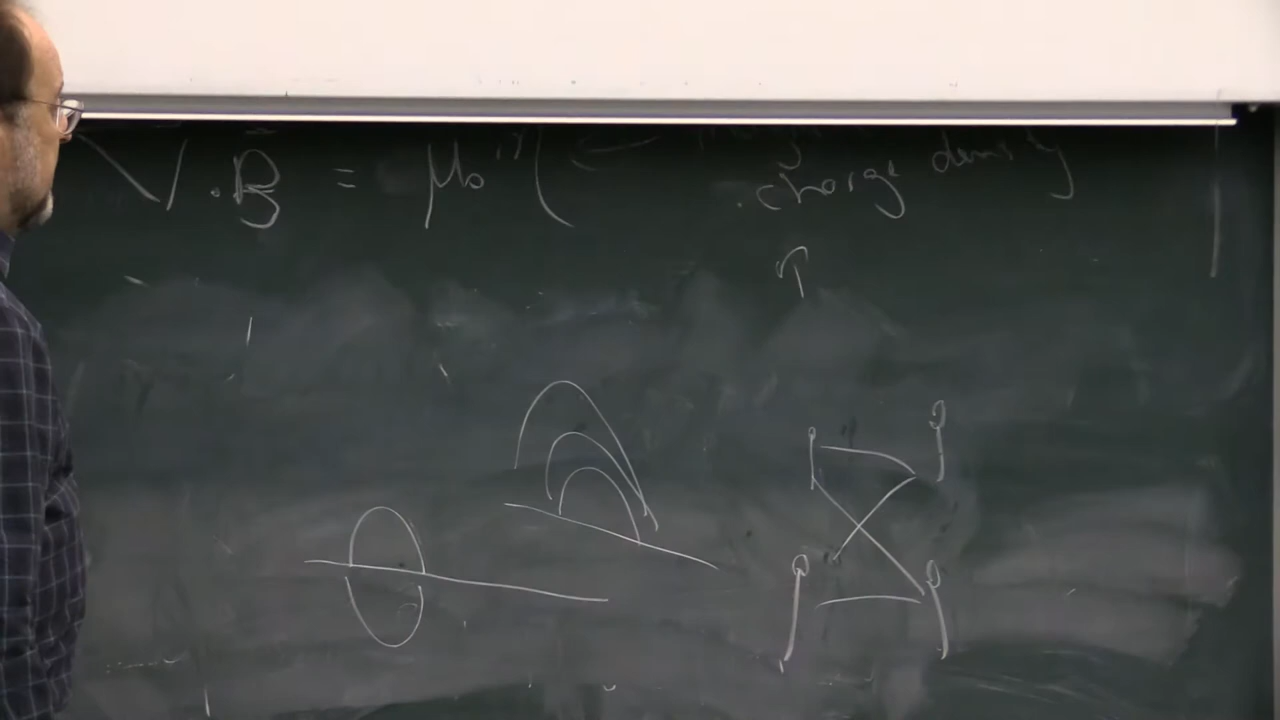 ∇ . B = μ₀ ( ←
charge density